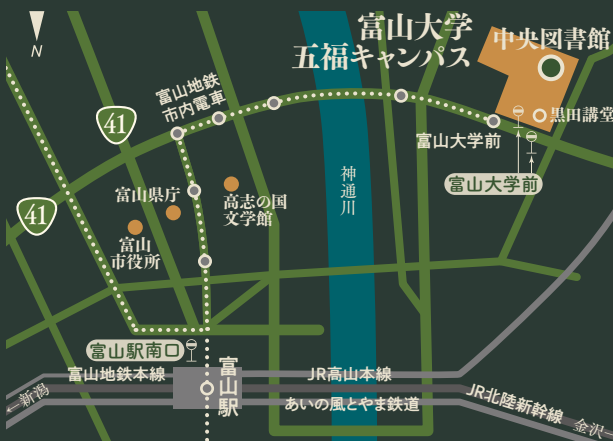 富山大学
五福キャンパス
中央図書館
N
富山地鉄
市内電車
41
黒田講堂
富山大学前
富山大学前
神通川
富山県庁
高志の国
文学館
41
富山
市役所
富山駅南口
富山地鉄本線
富山駅
JR高山本線
あいの風とやま鉄道
JR北陸新幹線
←新潟
金沢→